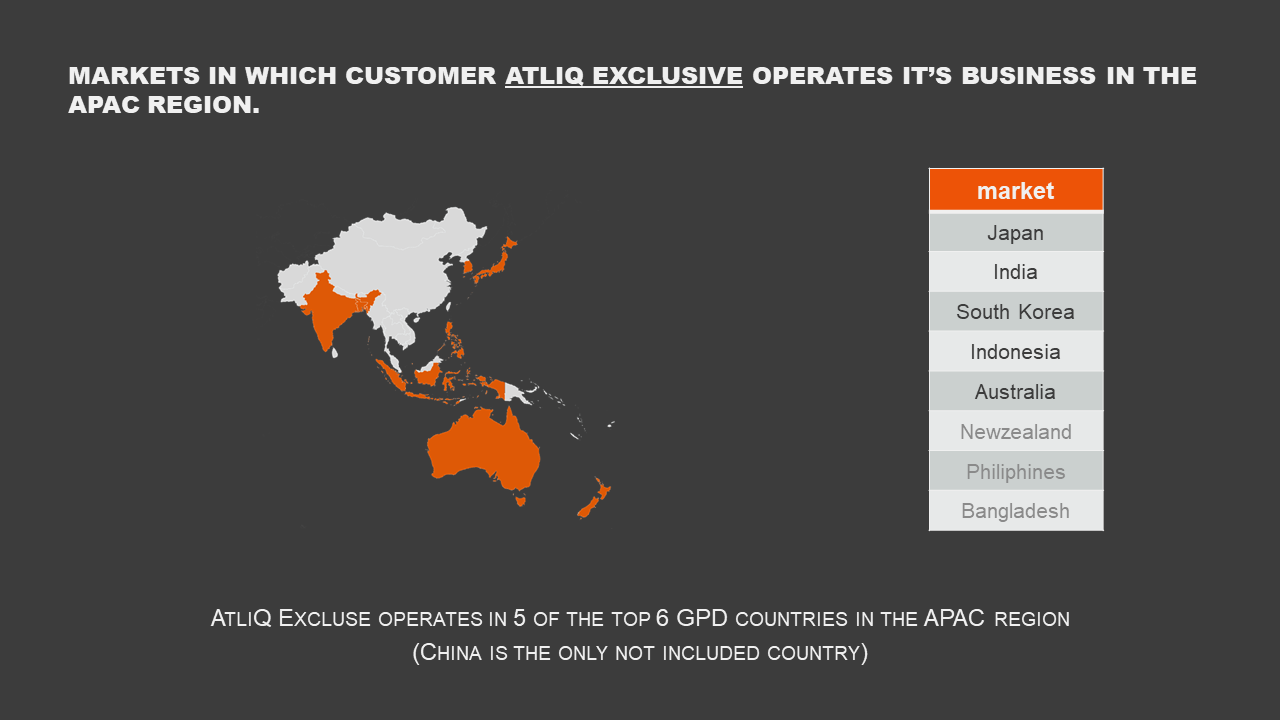 MARKETS IN WHICH CUSTOMER ATLIQ EXCLUSIVE OPERATES IT’S BUSINESS IN THE
APAC REGION.
market
Japan
India
South Korea
Indonesia
Australia
Newzealand
Philiphines
Bangladesh
ATLIQ EXCLUSE OPERATES IN 5 OF THE TOP 6 GPD COUNTRIES IN THE APAC REGION
(CHINA IS THE ONLY NOT INCLUDED COUNTRY)